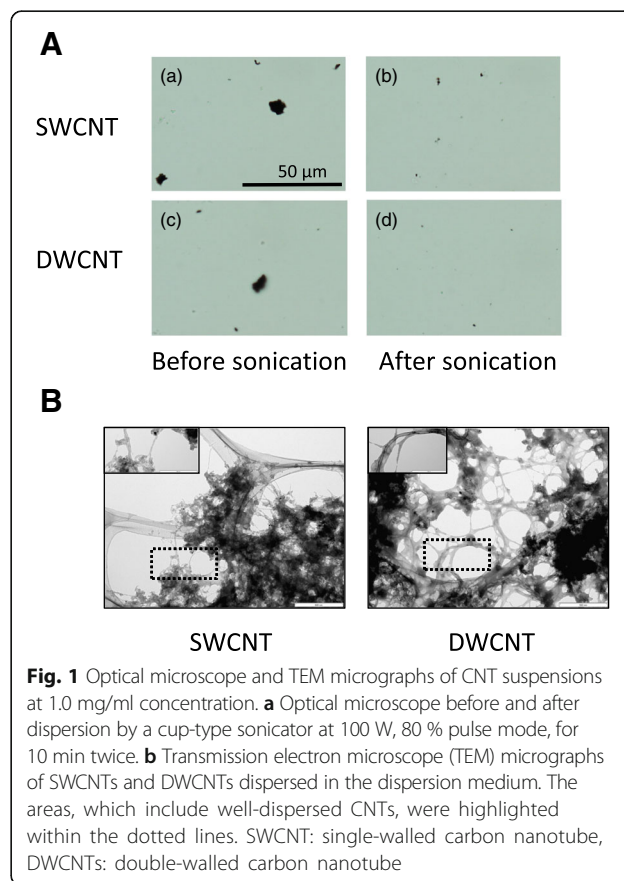 A
SWCNT
(a)
(b)
50 μm
DWCNT
(c)
(d)
Before sonication
After sonication
B
SWCNT
DWCNT
Fig. 1 Optical microscope and TEM micrographs of CNT suspensions
at 1.0 mg/ml concentration. a Optical microscope before and after
dispersion by a cup-type sonicator at 100 W, 80 % pulse mode, for
10 min twice. b Transmission electron microscope (TEM) micrographs
of SWCNTs and DWCNTs dispersed in the dispersion medium. The
areas, which include well-dispersed CNTs, were highlighted
within the dotted lines. SWCNT: single-walled carbon nanotube,
DWCNTs: double-walled carbon nanotube